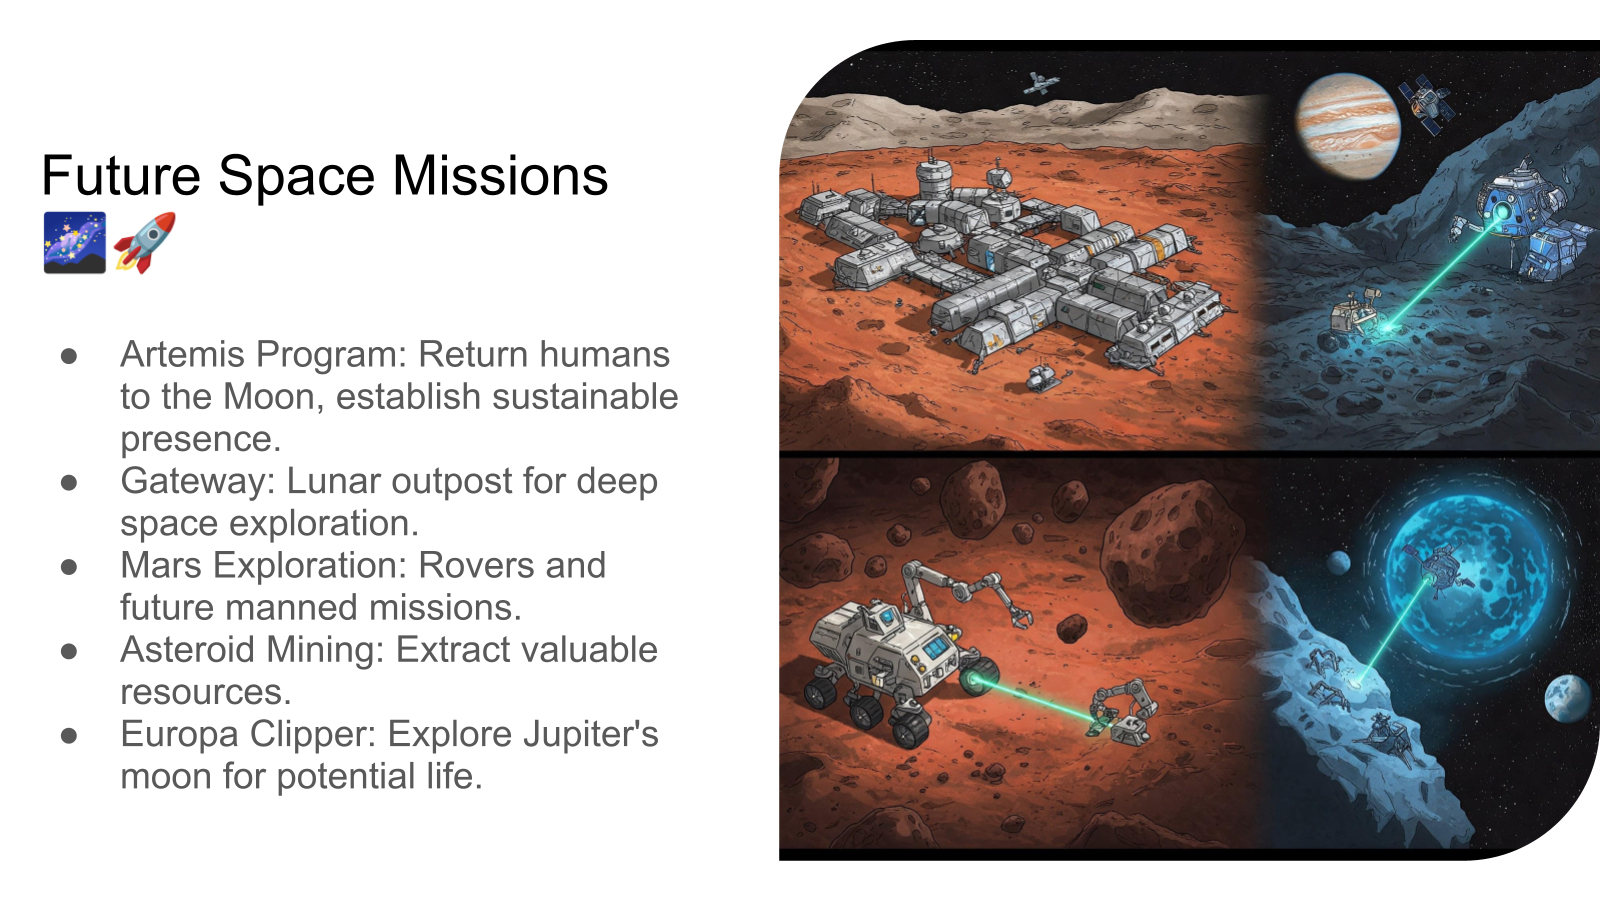 Future Space Missions
🌌🚀
● Artemis Program: Return humans
to the Moon, establish sustainable
presence.
● Gateway: Lunar outpost for deep
space exploration.
● Mars Exploration: Rovers and
future manned missions.
● Asteroid Mining: Extract valuable
resources.
● Europa Clipper: Explore Jupiter's
moon for potential life.